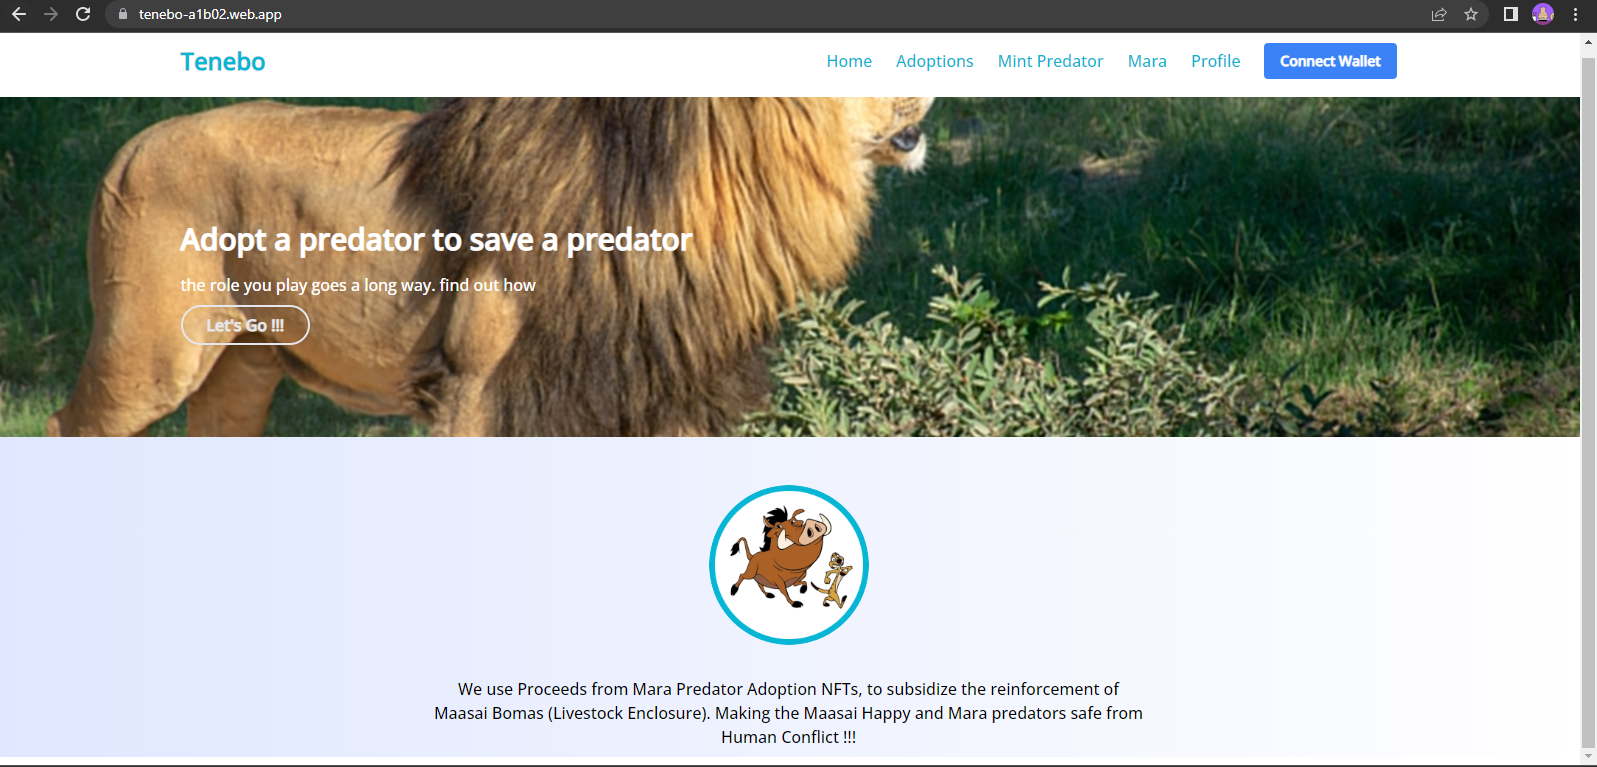 tenebo-a1b02.web.app
Tenebo
Home Adoptions Mint Predator Mara Profile Connect Wallet
Adopt a predator to save a predator
the role you play goes a long way. find out how
Let's Go !!!
We use Proceeds from Mara Predator Adoption NFTs, to subsidize the reinforcement of
Maasai Bomas (Livestock Enclosure). Making the Maasai Happy and Mara predators safe from
Human Conflict !!!